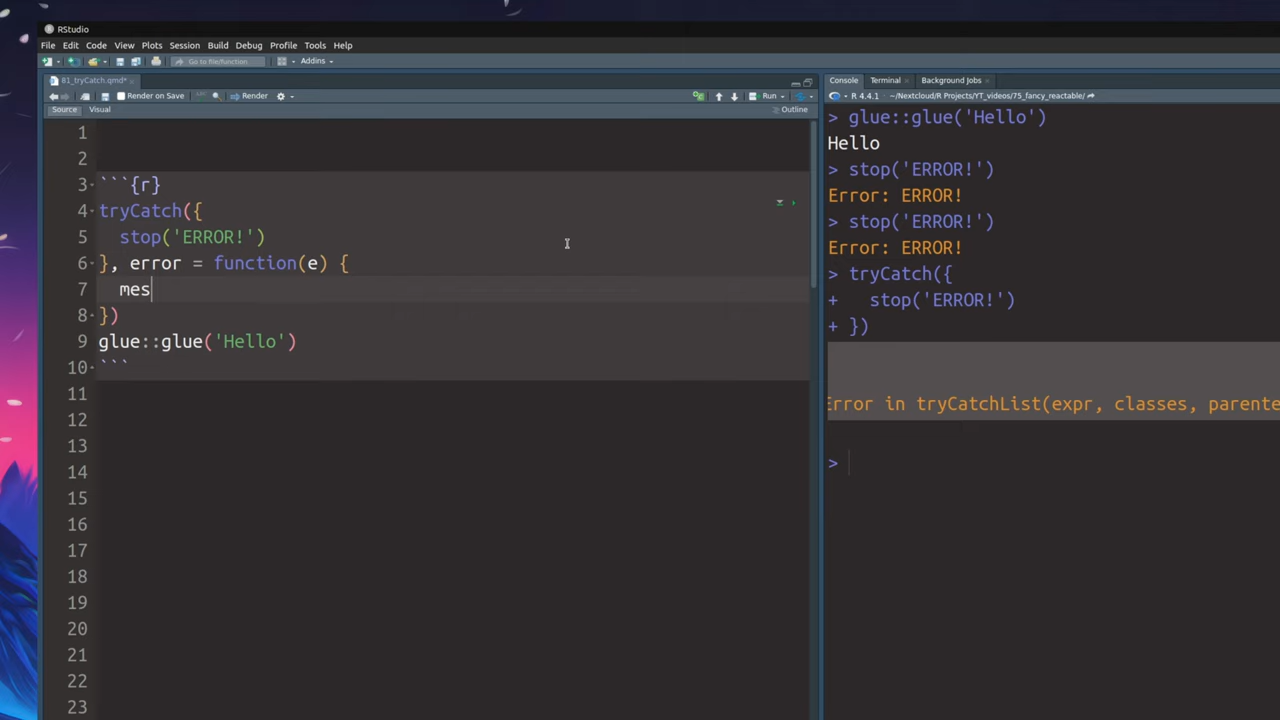 RStudio
File Edit Code View Plots Session Build Debug Profile Tools Help
Go to file/function Addins
81_tryCatch.qmd*
Render on Save Render Run
Source Visual Outline
1
2
3 ```{r}
4 tryCatch({
5 stop('ERROR!')
6 }, error = function(e) {
7 mes
8 })
9 glue::glue('Hello')
10 ```
11
12
13
14
15
16
17
18
19
20
21
22
23
Console Terminal Background Jobs
R 4.4.1 · ~/Nextcloud/R Projects/YT_videos/75_fancy_reactable/
> glue::glue('Hello')
Hello
> stop('ERROR!')
Error: ERROR!
> stop('ERROR!')
Error: ERROR!
> tryCatch({
+ stop('ERROR!')
+ })
Error in tryCatchList(expr, classes, parente
>